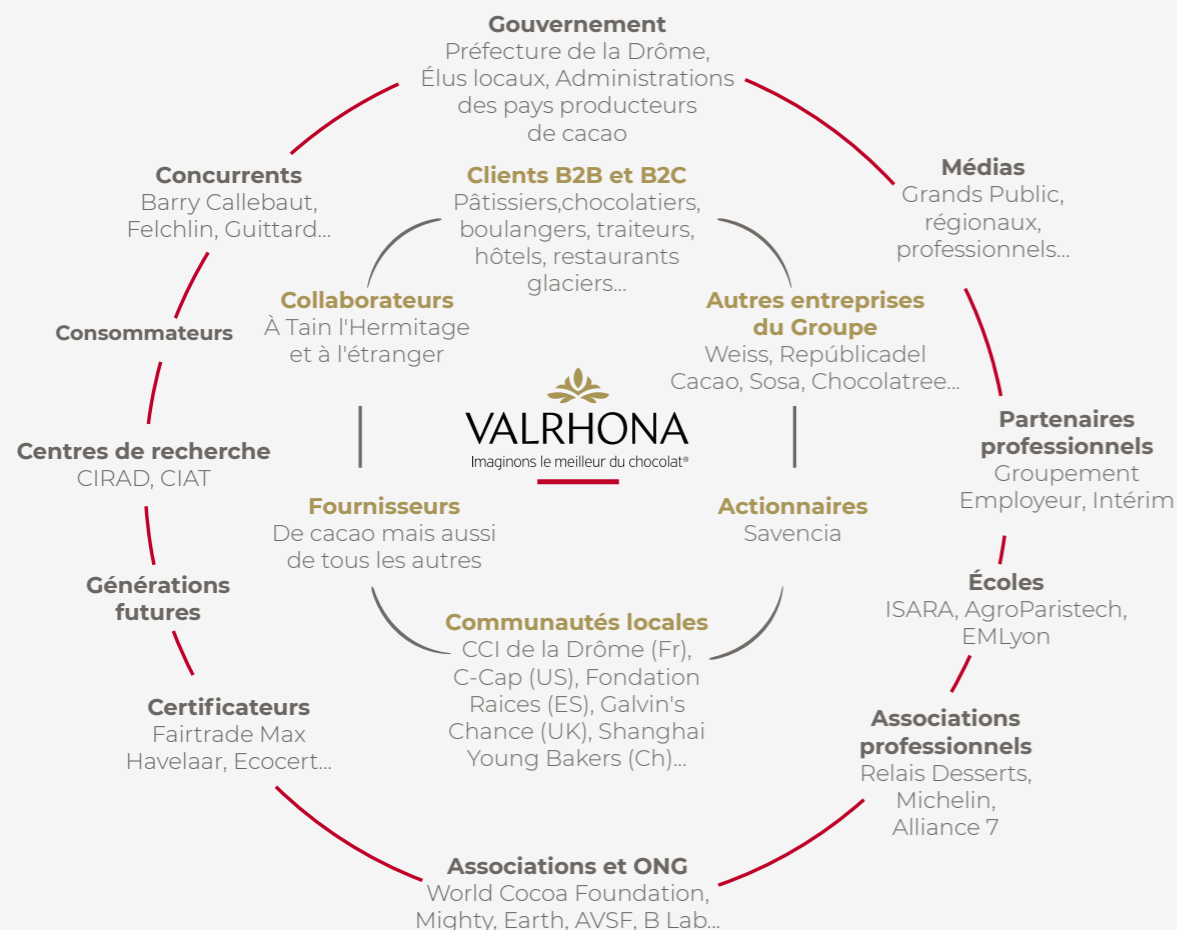 Gouvernement
Préfecture de la Drôme,
Élus locaux, Administrations
des pays producteurs
de cacao
Concurrents
Barry Callebaut,
Felchlin, Guittard...
Clients B2B et B2C
Pâtissiers,chocolatiers,
boulangers, traiteurs,
hôtels, restaurants
glaciers...
Médias
Grands Public,
régionaux,
professionnels...
Collaborateurs
À Tain l'Hermitage
et à l'étranger
Autres entreprises
du Groupe
Weiss, Repúblicadel
Cacao, Sosa, Chocolatree...
Consommateurs
VALRHONA
Imaginons le meilleur du chocolat®
Centres de recherche
CIRAD, CIAT
Partenaires
professionnels
Groupement
Employeur, Intérim
Fournisseurs
De cacao mais aussi
de tous les autres
Actionnaires
Savencia
Générations
futures
Écoles
ISARA, AgroParistech,
EMLyon
Communautés locales
CCI de la Drôme (Fr),
C-Cap (US), Fondation
Raices (ES), Galvin's
Chance (UK), Shanghai
Young Bakers (Ch)...
Certificateurs
Fairtrade Max
Havelaar, Ecocert...
Associations
professionnels
Relais Desserts,
Michelin,
Alliance 7
Associations et ONG
World Cocoa Foundation,
Mighty, Earth, AVSF, B Lab...